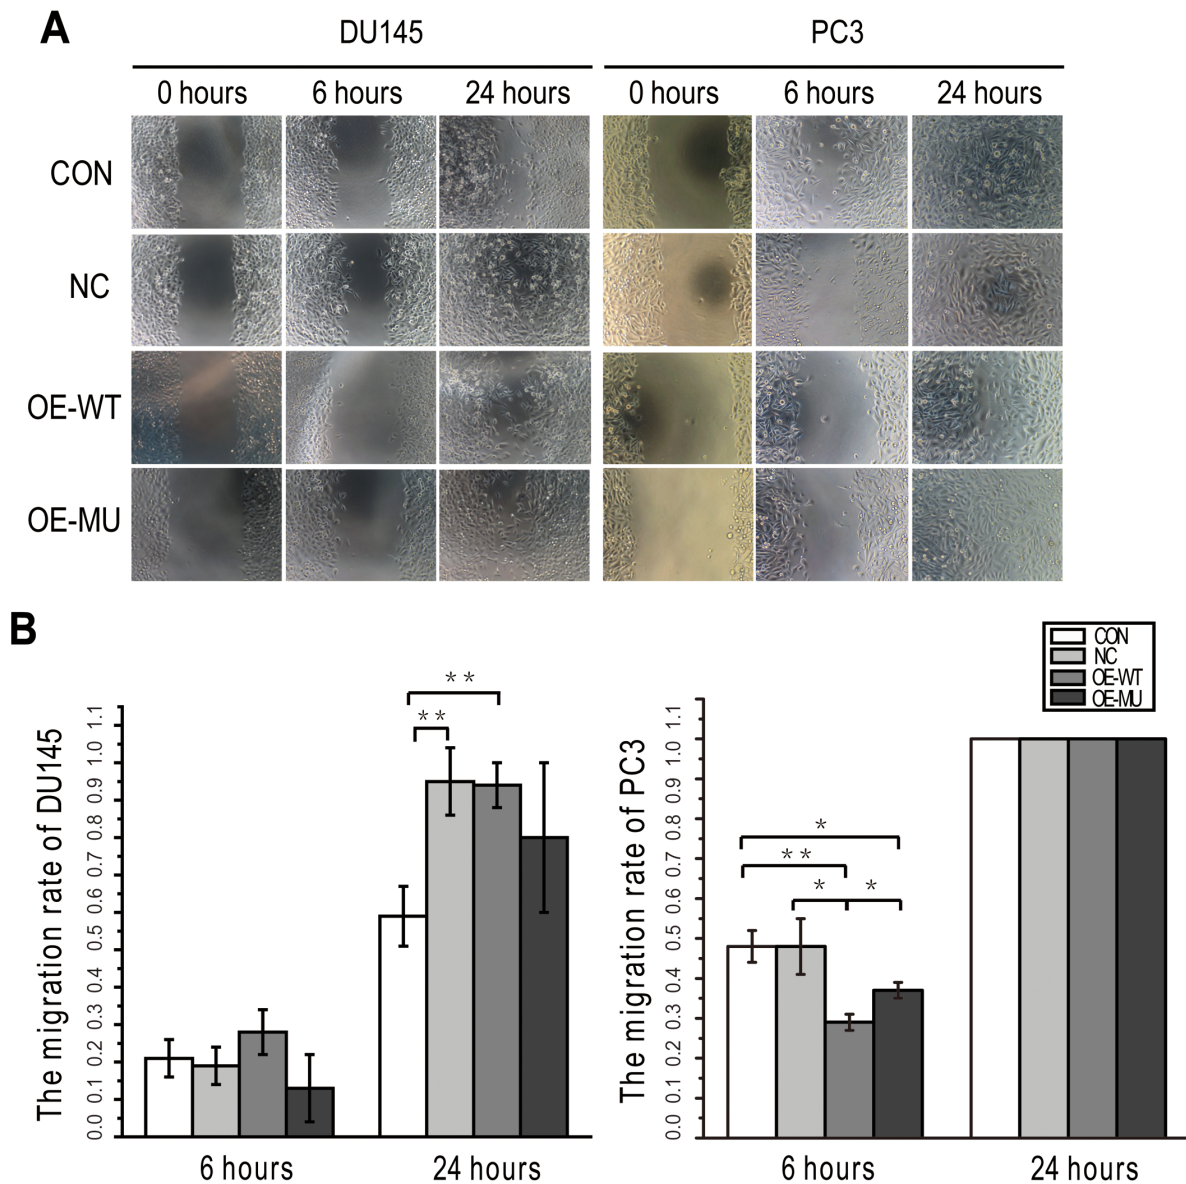 A
DU145
PC3
0 hours
6 hours
24 hours
0 hours
6 hours
24 hours
CON
NC
OE-WT
OE-MU
B
CON
NC
OE-WT
OE-MU
The migration rate of DU145
0.0 0.1 0.2 0.3 0.4 0.5 0.6 0.7 0.8 0.9 1.0 1.1
**
**
6 hours
24 hours
The migration rate of PC3
0.0 0.1 0.2 0.3 0.4 0.5 0.6 0.7 0.8 0.9 1.0 1.1
*
**
*
*
6 hours
24 hours